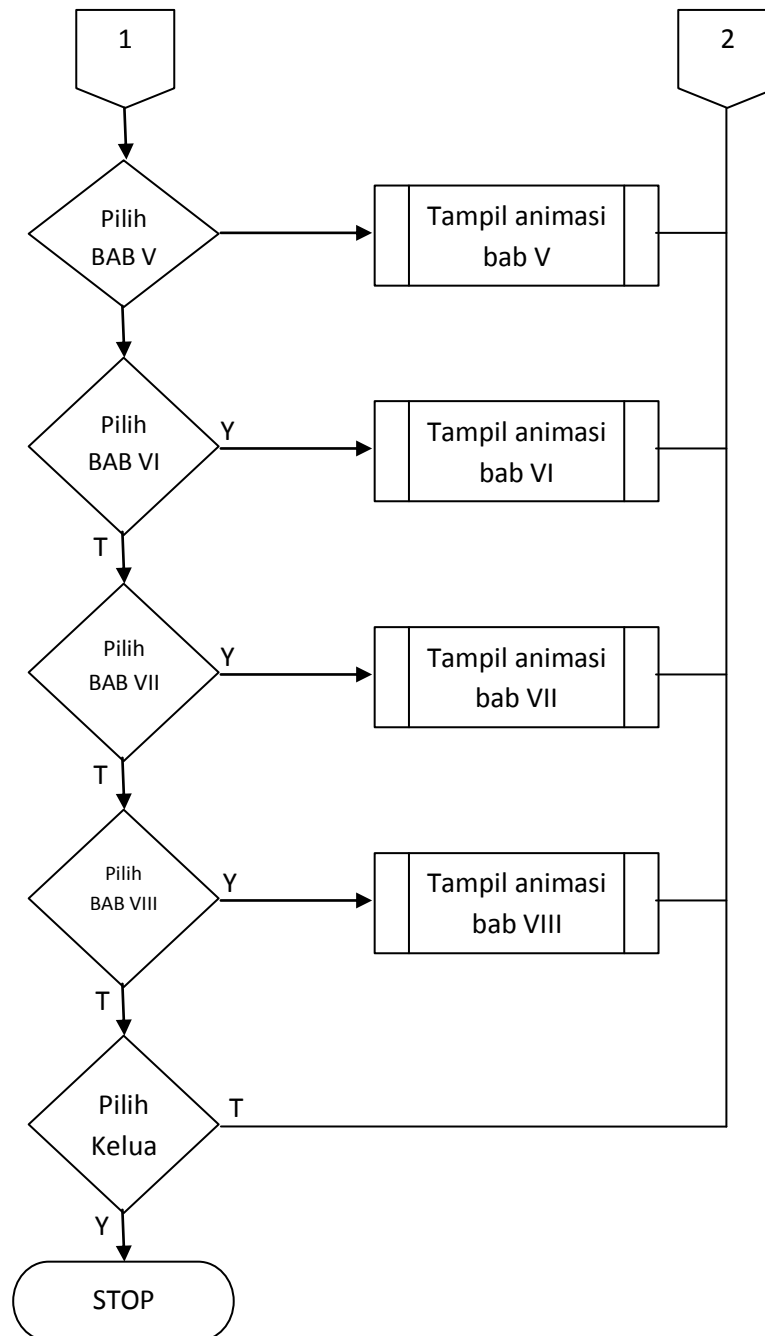 1
2
Pilih
BAB V
Tampil animasi
bab V
Pilih
BAB VI
Y
Tampil animasi
bab VI
T
Pilih
BAB VII
Y
Tampil animasi
bab VII
T
Pilih
BAB VIII
Y
Tampil animasi
bab VIII
T
Pilih
Kelua
T
Y
STOP